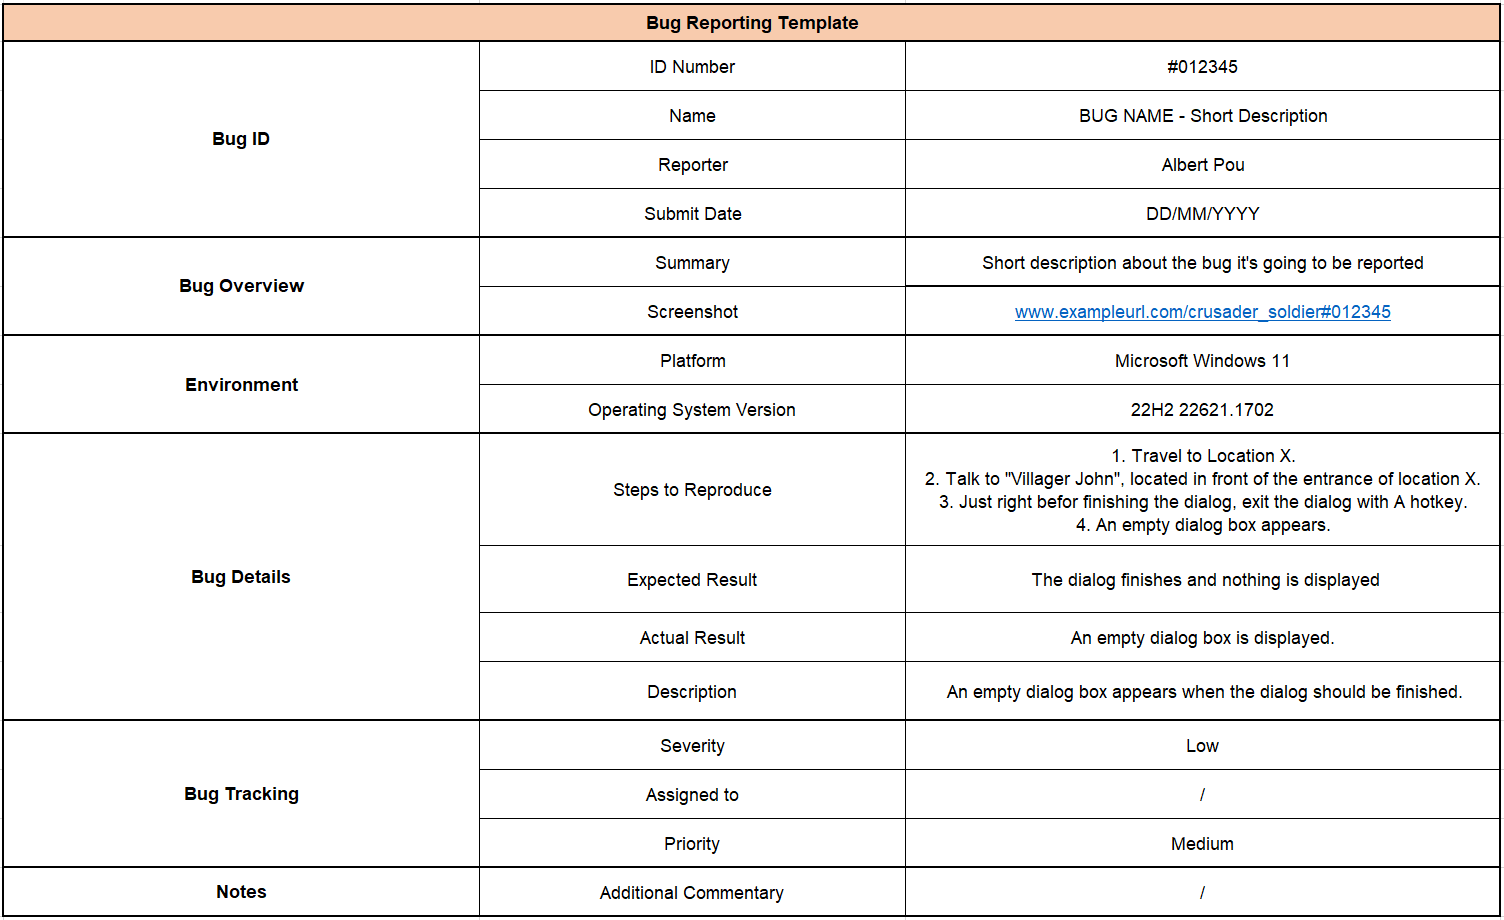 Bug Reporting Template
Bug ID
ID Number
#012345
Name
BUG NAME - Short Description
Reporter
Albert Pou
Submit Date
DD/MM/YYYY
Bug Overview
Summary
Short description about the bug it's going to be reported
Screenshot
www.exampleurl.com/crusader_soldier#012345
Environment
Platform
Microsoft Windows 11
Operating System Version
22H2 22621.1702
Bug Details
Steps to Reproduce
1. Travel to Location X.
2. Talk to "Villager John", located in front of the entrance of location X.
3. Just right befor finishing the dialog, exit the dialog with A hotkey.
4. An empty dialog box appears.
Expected Result
The dialog finishes and nothing is displayed
Actual Result
An empty dialog box is displayed.
Description
An empty dialog box appears when the dialog should be finished.
Bug Tracking
Severity
Low
Assigned to
/
Priority
Medium
Notes
Additional Commentary
/